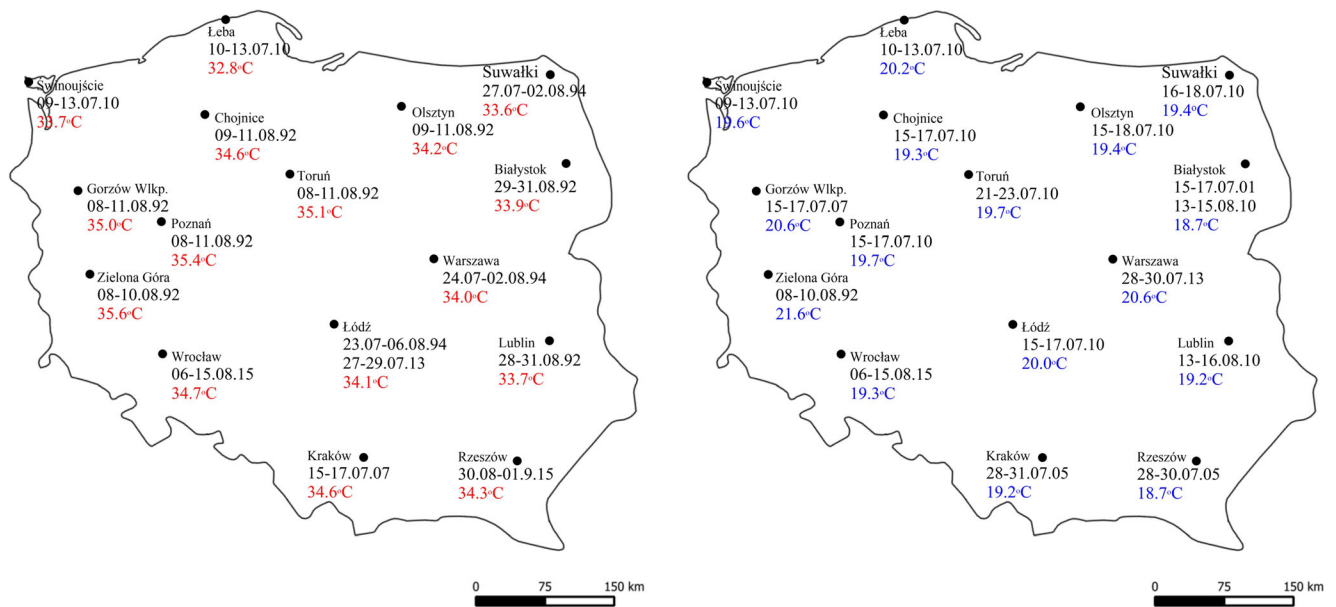 Łeba
10-13.07.10
32.8°C
Świnoujście
09-13.07.10
33.7°C
Suwałki
27.07-02.08.94
33.6°C
Chojnice
09-11.08.92
34.6°C
Olsztyn
09-11.08.92
34.2°C
Białystok
29-31.08.92
33.9°C
Toruń
08-11.08.92
35.1°C
Gorzów Wlkp.
08-11.08.92
35.0°C
Poznań
08-11.08.92
35.4°C
Warszawa
24.07-02.08.94
34.0°C
Zielona Góra
08-10.08.92
35.6°C
Łódź
23.07-06.08.94
27-29.07.13
34.1°C
Lublin
28-31.08.92
33.7°C
Wrocław
06-15.08.15
34.7°C
Kraków
15-17.07.07
34.6°C
Rzeszów
30.08-01.9.15
34.3°C
0 75 150 km
Łeba
10-13.07.10
20.2°C
Świnoujście
09-13.07.10
19.6°C
Suwałki
16-18.07.10
19.4°C
Chojnice
15-17.07.10
19.3°C
Olsztyn
15-18.07.10
19.4°C
Białystok
15-17.07.01
13-15.08.10
18.7°C
Toruń
21-23.07.10
19.7°C
Gorzów Wlkp.
15-17.07.07
20.6°C
Poznań
15-17.07.10
19.7°C
Warszawa
28-30.07.13
20.6°C
Zielona Góra
08-10.08.92
21.6°C
Łódź
15-17.07.10
20.0°C
Lublin
13-16.08.10
19.2°C
Wrocław
06-15.08.15
19.3°C
Kraków
28-31.07.05
19.2°C
Rzeszów
28-30.07.05
18.7°C
0 75 150 km